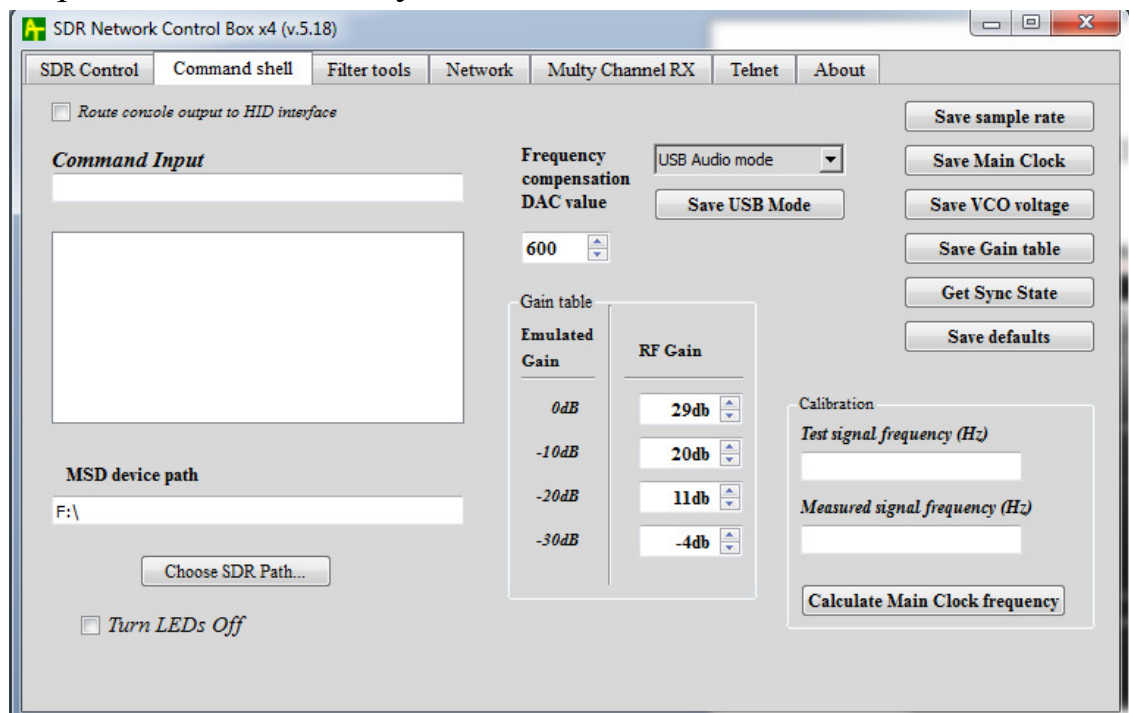 SDR Network Control Box x4 (v.5.18)
SDR Control Command shell Filter tools Network Multy Channel RX Telnet About
Route console output to HID interface
Command Input
Frequency
compensation
DAC value
USB Audio mode
Save USB Mode
600
Save sample rate
Save Main Clock
Save VCO voltage
Save Gain table
Get Sync State
Save defaults
Gain table
Emulated
Gain
RF Gain
0dB 29db
-10dB 20db
-20dB 11db
-30dB -4db
Calibration
Test signal frequency (Hz)
Measured signal frequency (Hz)
Calculate Main Clock frequency
MSD device path
F:\
Choose SDR Path...
Turn LEDs Off